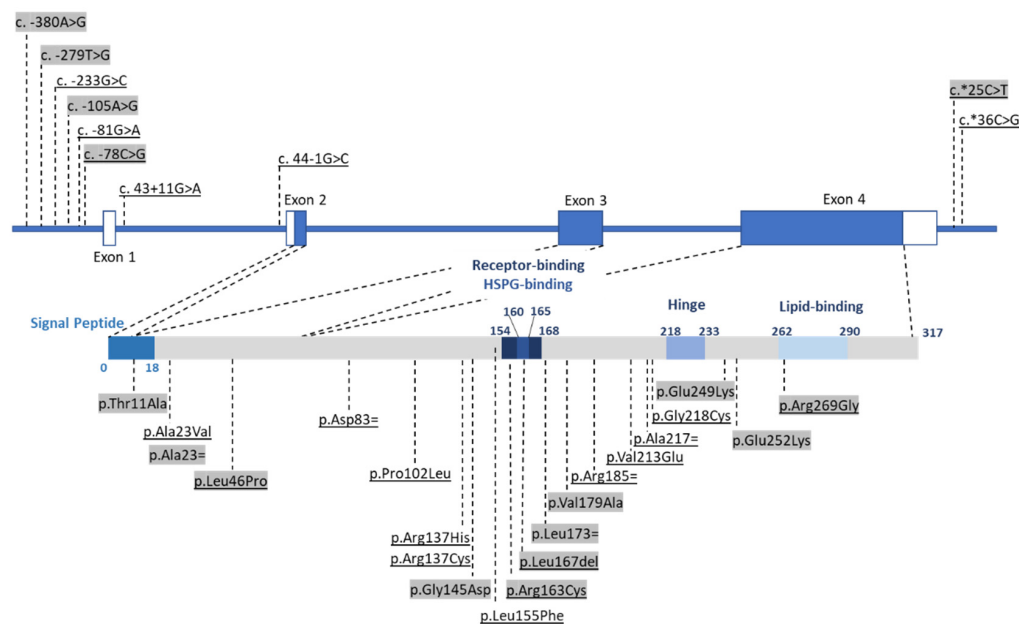 c. -380A>G
c. -279T>G
c. -233G>C
c. -105A>G
c. -81G>A
c. -78C>G
c. 43+11G>A
c. 44-1G>C
c.*25C>T
c.*36C>G
Exon 1
Exon 2
Exon 3
Exon 4
Receptor-binding
HSPG-binding
Hinge
Lipid-binding
Signal Peptide
160 165
154 168
218 233
262 290
317
0 18
p.Thr11Ala
p.Ala23Val
p.Ala23=
p.Leu46Pro
p.Asp83=
p.Pro102Leu
p.Arg137His
p.Arg137Cys
p.Gly145Asp
p.Leu155Phe
p.Arg163Cys
p.Leu167del
p.Leu173=
p.Val179Ala
p.Arg185=
p.Val213Glu
p.Ala217=
p.Gly218Cys
p.Glu249Lys
p.Glu252Lys
p.Arg269Gly